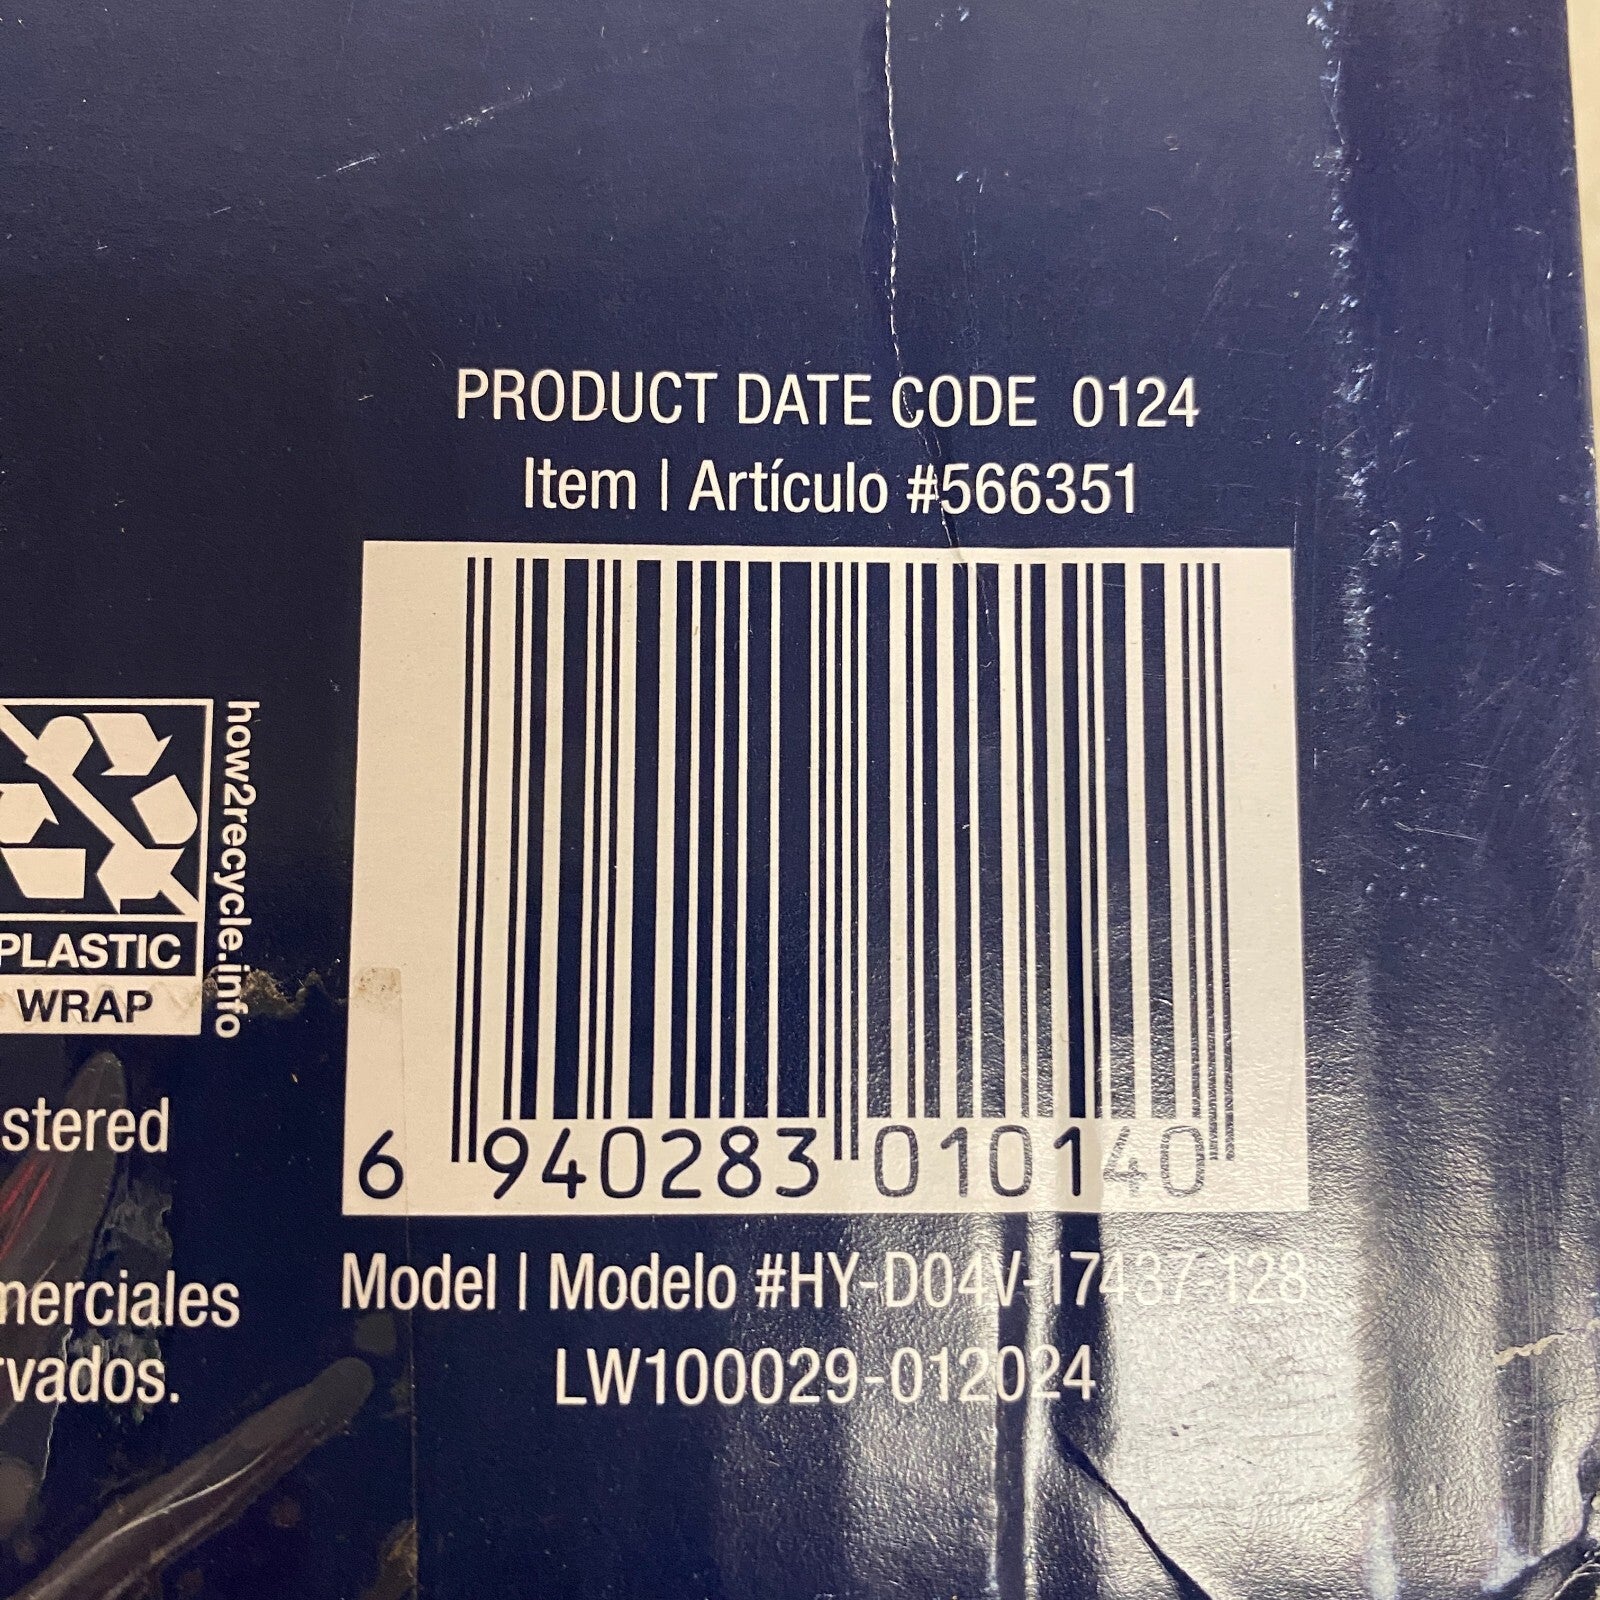 PRODUCT DATE CODE 0124
Item | Artículo #566351
6 940283 010140
Model | Modelo #HY-D04V-17437.128
LW100029-012024
how2recycle.info
PLASTIC
WRAP
stered
merciales
rvados.